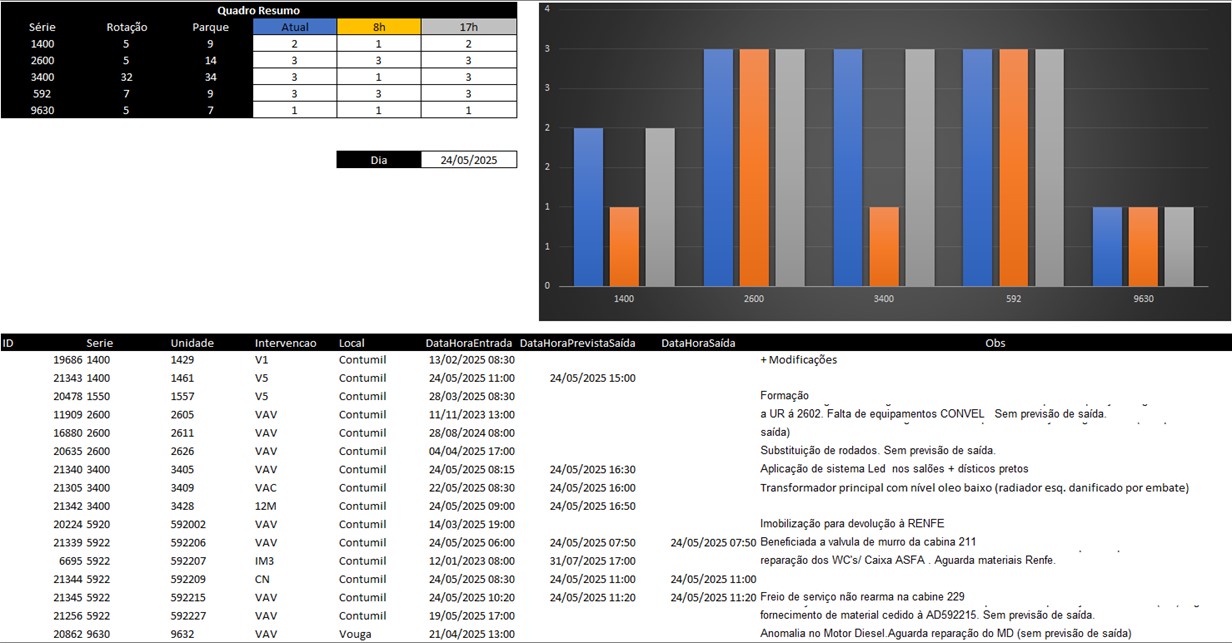 Quadro Resumo
Série Rotação Parque Atual 8h 17h
1400 5 9 2 1 2
2600 5 14 3 3 3
3400 32 34 3 1 3
592 7 9 3 3 3
9630 5 7 1 1 1
Dia 24/05/2025
4
3
3
2
2
1
1
0
1400 2600 3400 592 9630
ID Serie Unidade Intervencao Local DataHoraEntrada DataHoraPrevistaSaída DataHoraSaída Obs
19686 1400 1429 V1 Contumil 13/02/2025 08:30 + Modificações
21343 1400 1461 V5 Contumil 24/05/2025 11:00 24/05/2025 15:00
20478 1550 1557 V5 Contumil 28/03/2025 08:30 Formação
11909 2600 2605 VAV Contumil 11/11/2023 13:00 a UR á 2602. Falta de equipamentos CONVEL Sem previsão de saída.
16880 2600 2611 VAV Contumil 28/08/2024 08:00 saída)
20635 2600 2626 VAV Contumil 04/04/2025 17:00 Substituição de rodados. Sem previsão de saída.
21340 3400 3405 VAV Contumil 24/05/2025 08:15 24/05/2025 16:30 Aplicação de sistema Led nos salões + dísticos pretos
21305 3400 3409 VAC Contumil 22/05/2025 08:30 24/05/2025 16:00 Transformador principal com nível oleo baixo (radiador esq. danificado por embate)
21342 3400 3428 12M Contumil 24/05/2025 09:00 24/05/2025 16:50
20224 5920 592002 VAV Contumil 14/03/2025 19:00 Imobilização para devolução à RENFE
21339 5922 592206 VAV Contumil 24/05/2025 06:00 24/05/2025 07:50 24/05/2025 07:50 Beneficiada a valvula de murro da cabina 211
6695 5922 592207 IM3 Contumil 12/01/2023 08:00 31/07/2025 17:00 reparação dos WC's/ Caixa ASFA . Aguarda materiais Renfe.
21344 5922 592209 CN Contumil 24/05/2025 08:30 24/05/2025 11:00 24/05/2025 11:00
21345 5922 592215 VAV Contumil 24/05/2025 10:20 24/05/2025 11:20 24/05/2025 11:20 Freio de serviço não rearma na cabine 229
21256 5922 592227 VAV Contumil 19/05/2025 17:00 fornecimento de material cedido à AD592215. Sem previsão de saída.
20862 9630 9632 VAV Vouga 21/04/2025 13:00 Anomalia no Motor Diesel.Aguarda reparação do MD (sem previsão de saída)